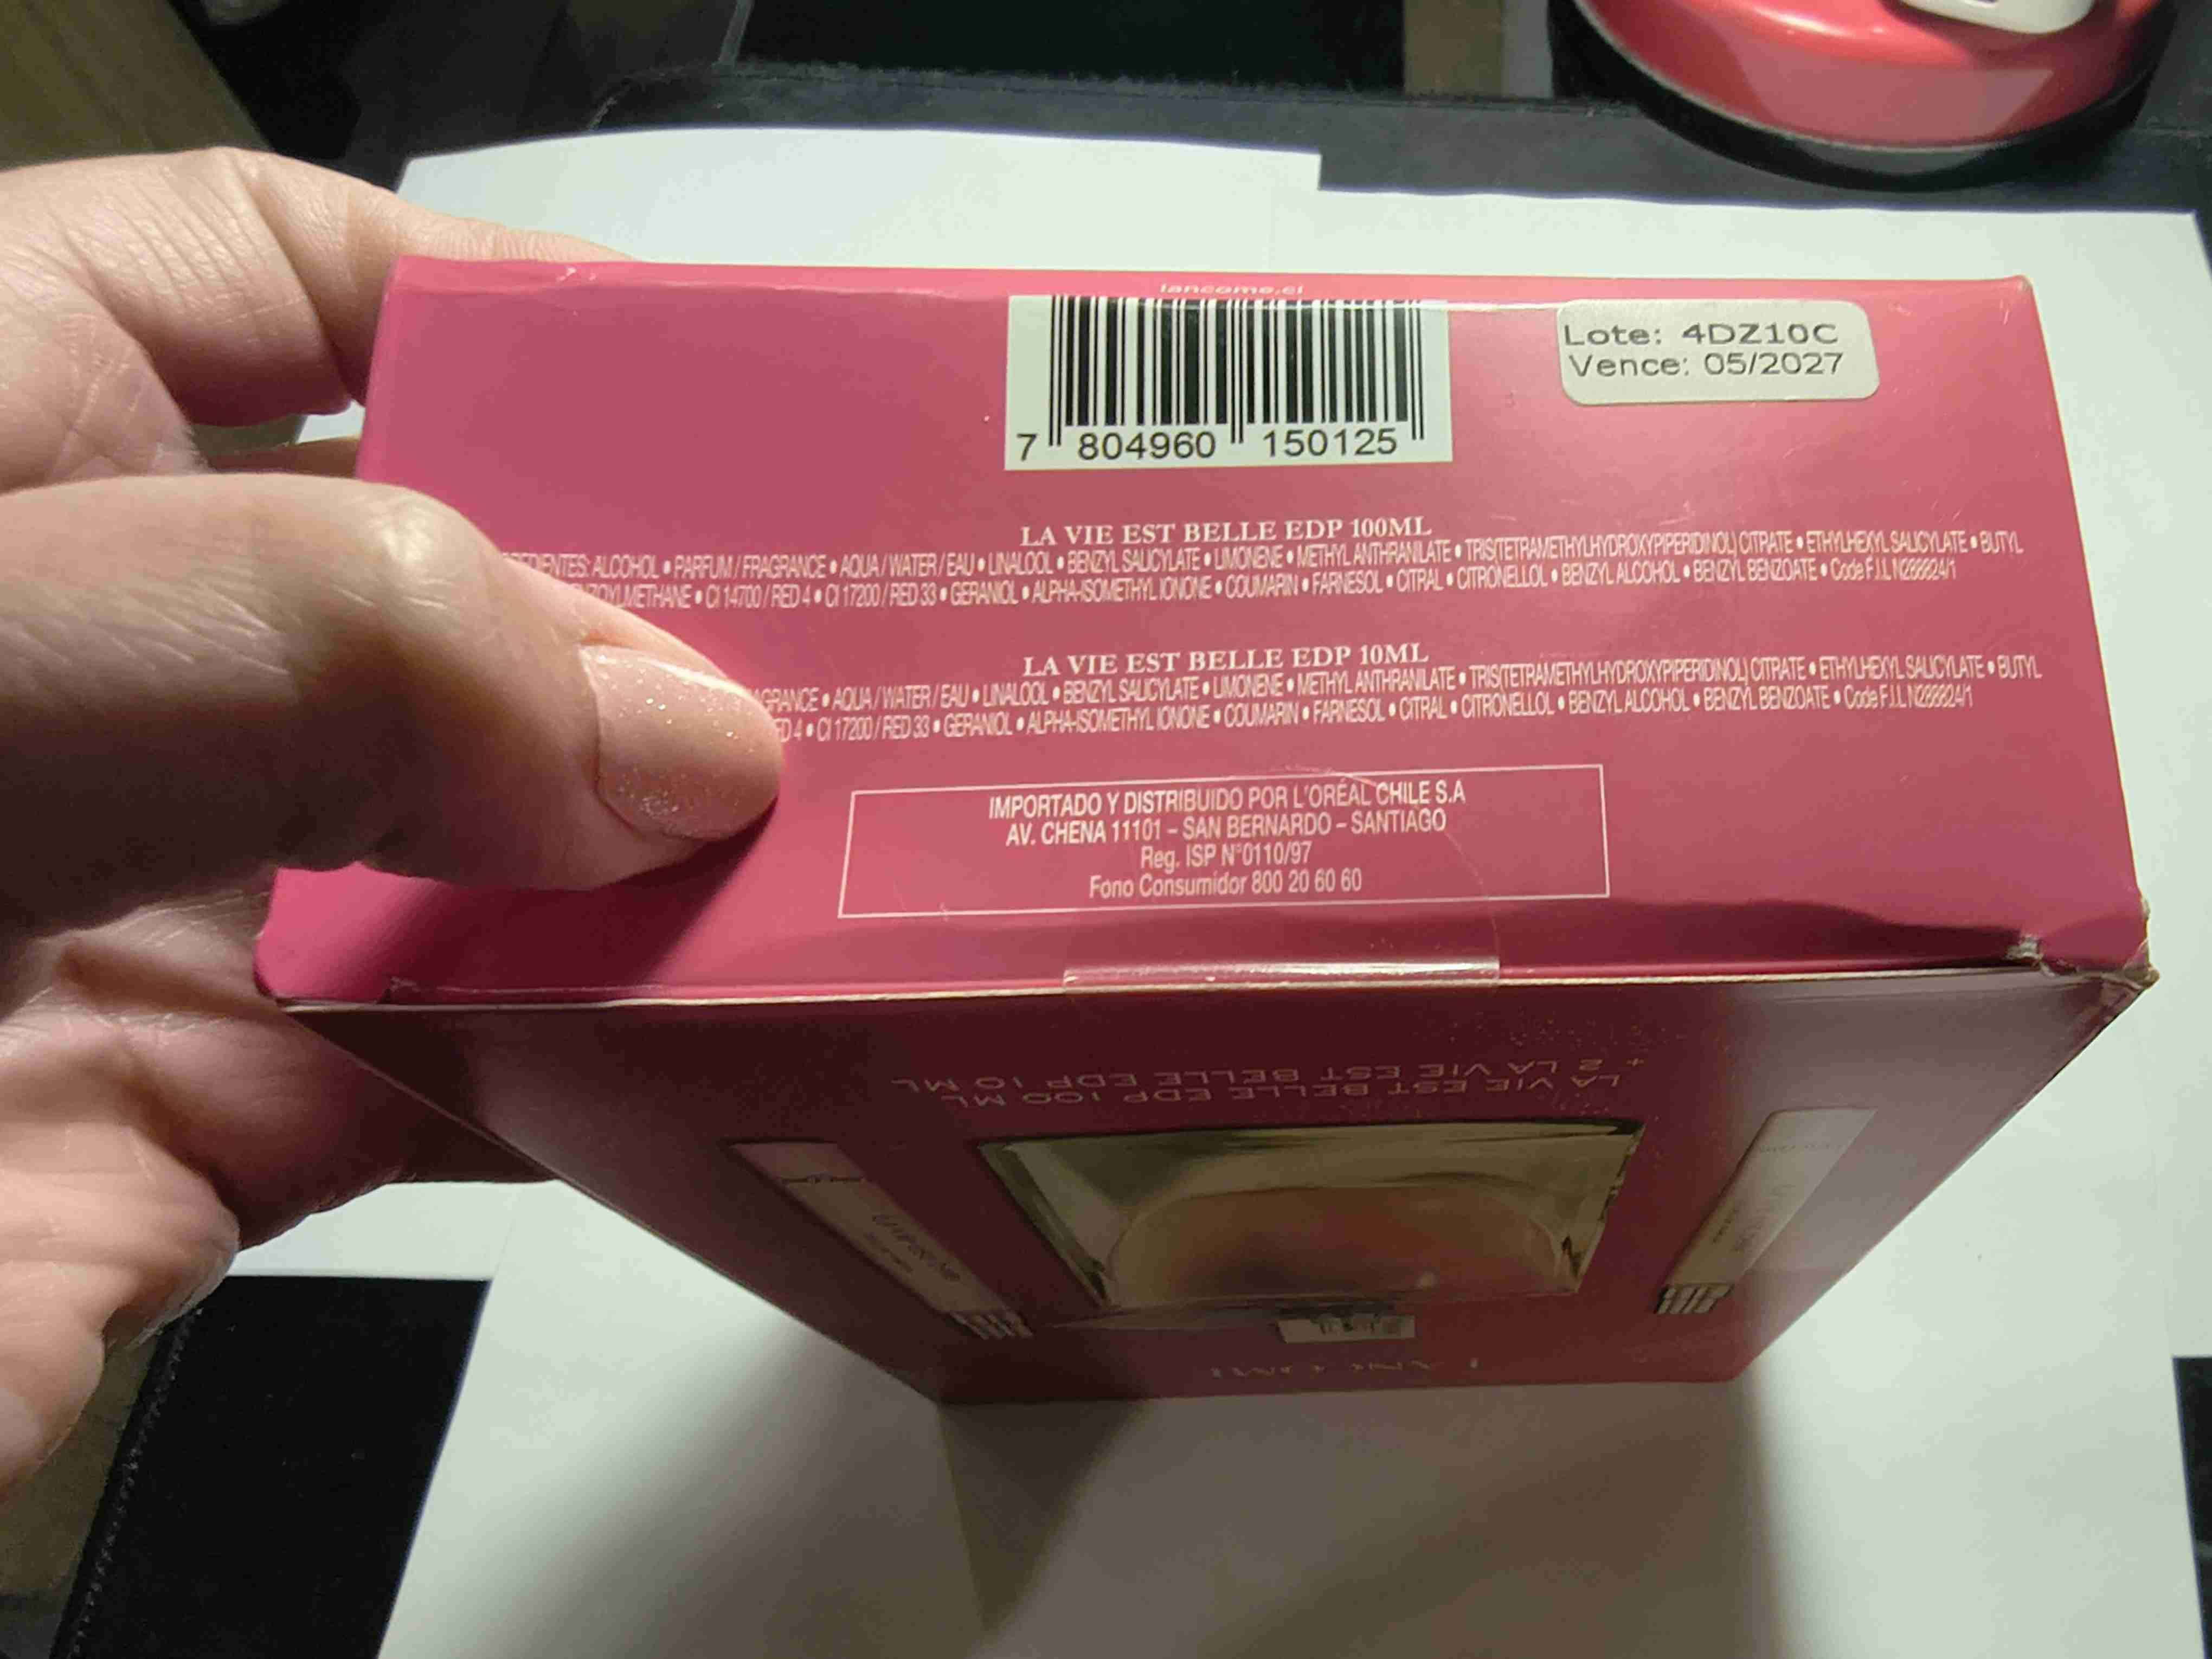 lancome.cl
Lote: 4DZ10C
Vence: 05/2027
7 804960 150125
LA VIE EST BELLE EDP 100ML
ALCOHOL • PARFUM / FRAGRANCE • AQUA / WATER / EAU • LINALOOL • BENZYL SALICYLATE • LIMONENE • METHYL ANTHRANILATE • TRIS(TETRAMETHYLHYDROXYPIPERIDINOL) CITRATE • ETHYLHEXYL SALICYLATE • BUTYL
• CI 14700 / RED 4 • CI 17200 / RED 33 • GERANIOL • ALPHA-ISOMETHYL IONONE • COUMARIN • FARNESOL • CITRAL • CITRONELLOL • BENZYL ALCOHOL • BENZYL BENZOATE • Code F.I.L. N288824/1
LA VIE EST BELLE EDP 10ML
• AQUA / WATER / EAU • LINALOOL • BENZYL SALICYLATE • LIMONENE • METHYL ANTHRANILATE • TRIS(TETRAMETHYLHYDROXYPIPERIDINOL) CITRATE • ETHYLHEXYL SALICYLATE • BUTYL
4 • CI 17200 / RED 33 • GERANIOL • ALPHA-ISOMETHYL IONONE • COUMARIN • FARNESOL • CITRAL • CITRONELLOL • BENZYL ALCOHOL • BENZYL BENZOATE • Code F.I.L. N288824/1
IMPORTADO Y DISTRIBUIDO POR L'ORÉAL CHILE S.A
AV. CHENA 11101 – SAN BERNARDO – SANTIAGO
Reg. ISP N°0110/97
Fono Consumidor 800 20 60 60
LA VIE EST BELLE EDP 100 ML
+ 2 LA VIE EST BELLE EDP 10 ML
LANCÔME